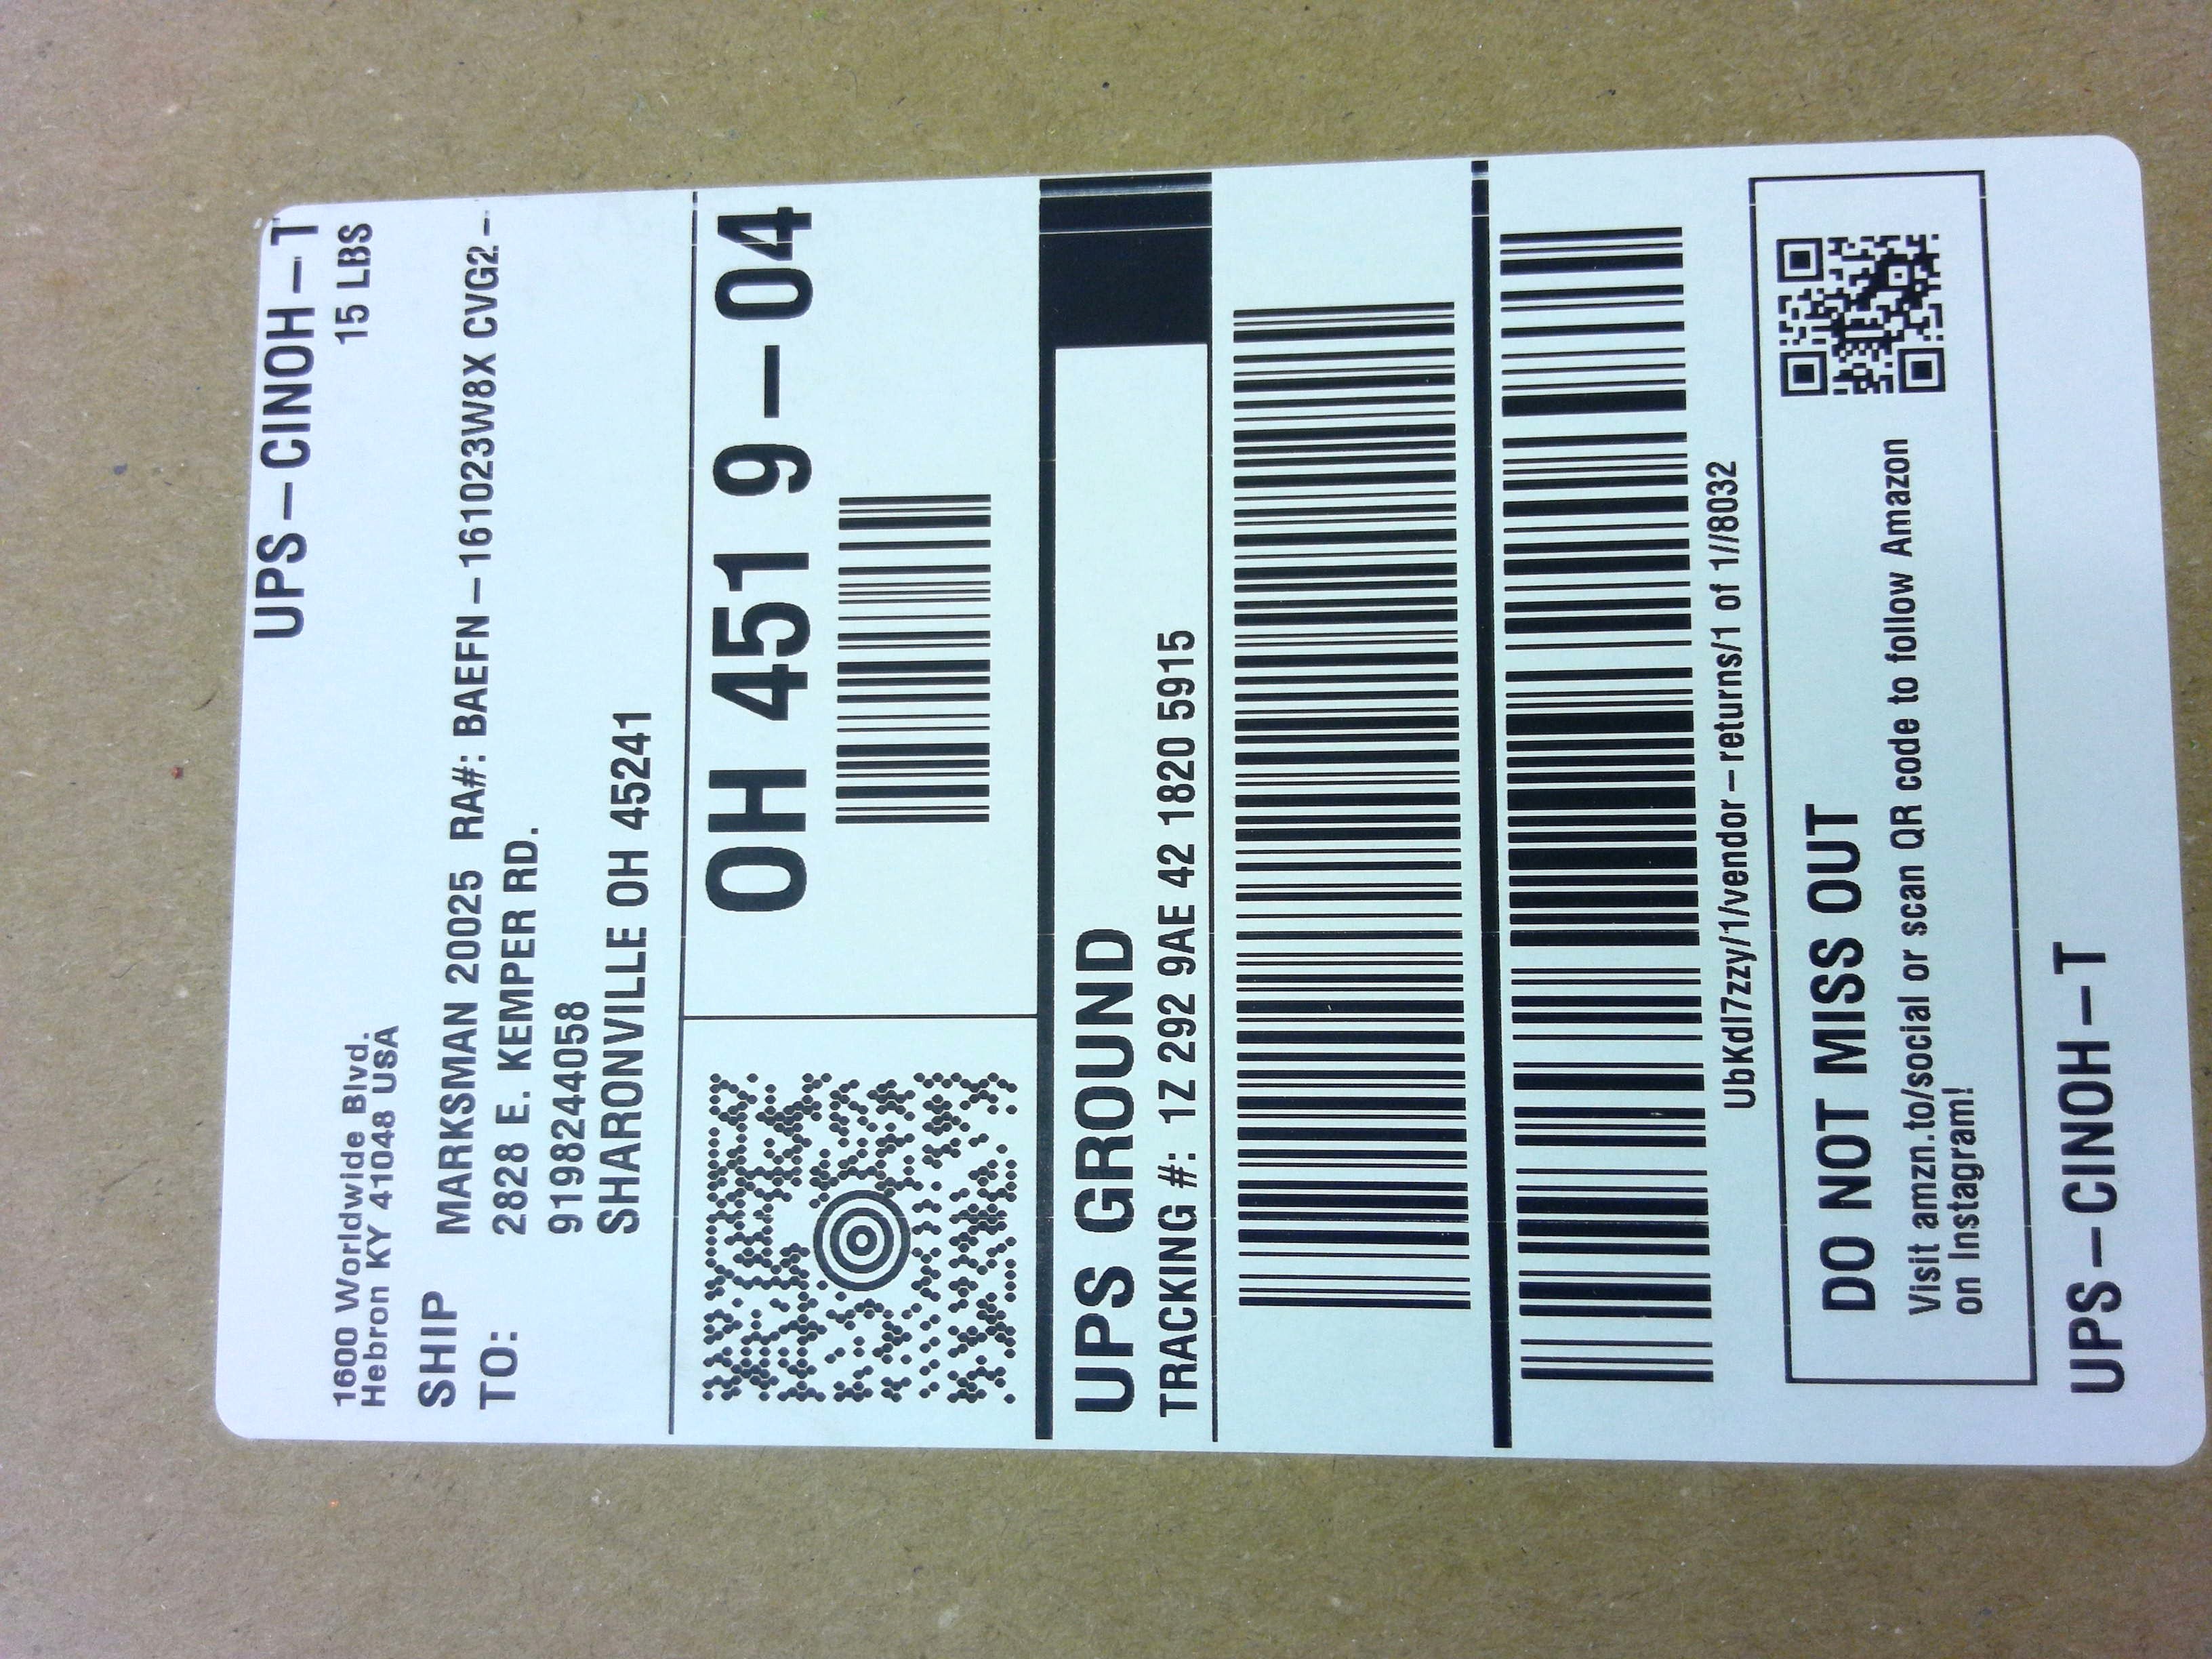 UPS-CINOH-T
15 LBS
1600 Worldwide Blvd.
Hebron KY 41048 USA
SHIP
TO:
MARKSMAN 20025 RA#: BAEFN-161023W8X CVG2-
2828 E. KEMPER RD.
9198244058
SHARONVILLE OH 45241
OH 451 9-04
UPS GROUND
TRACKING #: 1Z 292 9AE 42 1820 5915
UbKdl7zzy/1/vendor-returns/1 of 1//8032
DO NOT MISS OUT
Visit amzn.to/social or scan QR code to follow Amazon
on Instagram!
UPS-CINOH-T